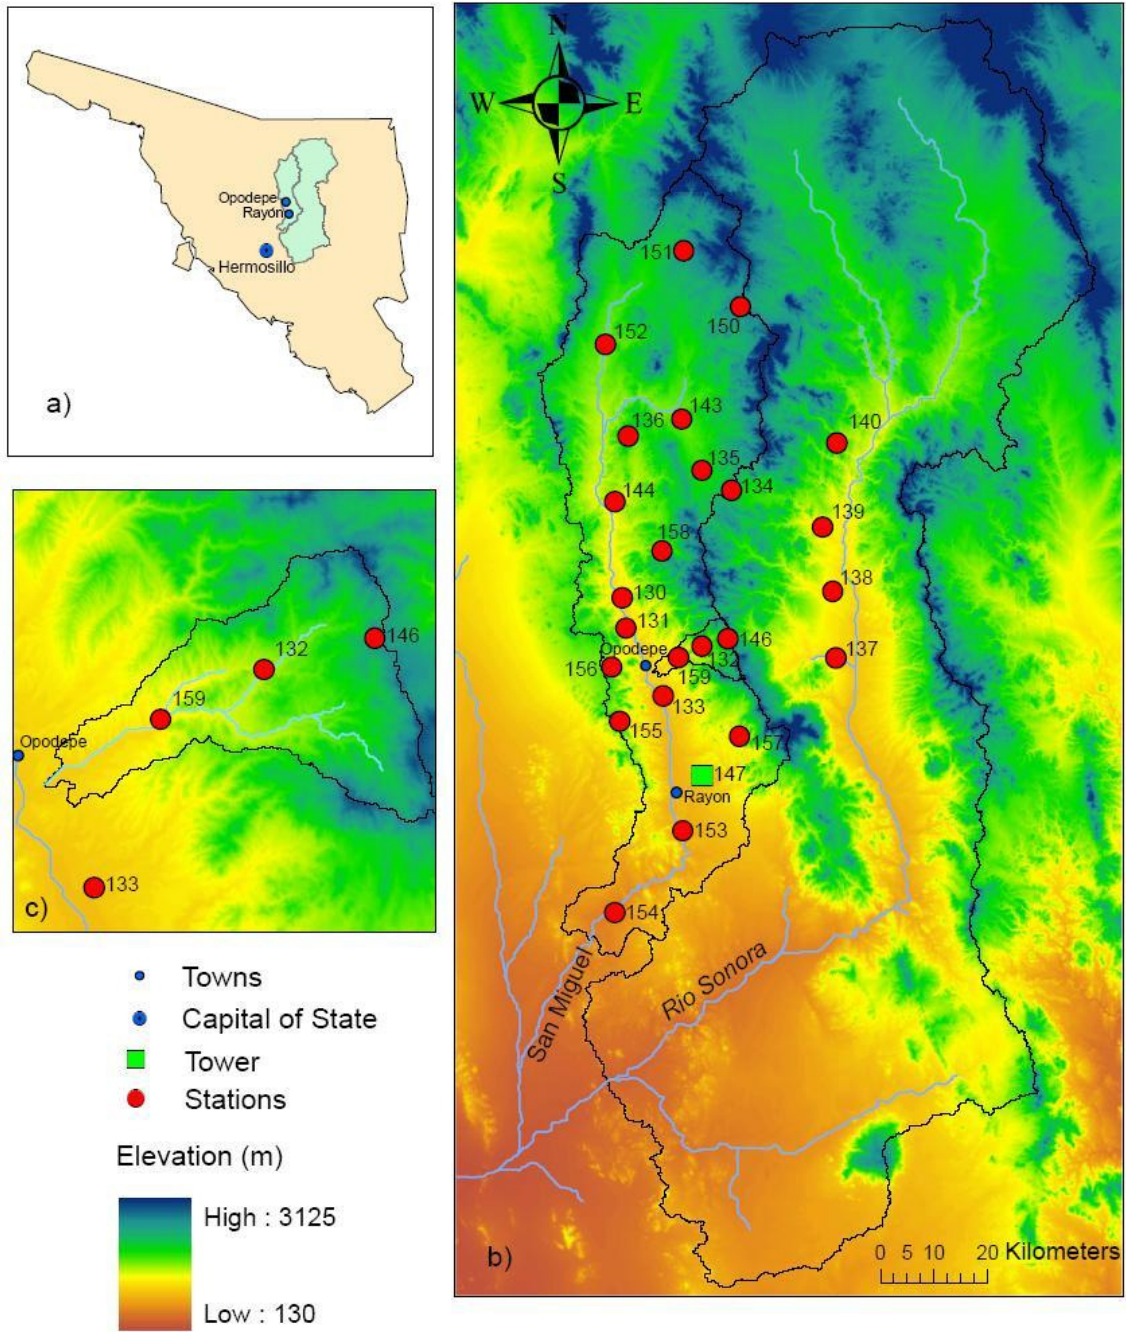 Opodepe
Rayón
Hermosillo
a)
N
W E
S
151
150
152
143
136
140
135
134
144
139
158
138
130
131
146
Opodepe
132
137
156
159
133
155
157
147
Rayon
153
154
San Miguel
Rio Sonora
b)
0 5 10 20 Kilometers
146
132
159
Opodepe
133
c)
Towns
Capital of State
Tower
Stations
Elevation (m)
High : 3125
Low : 130